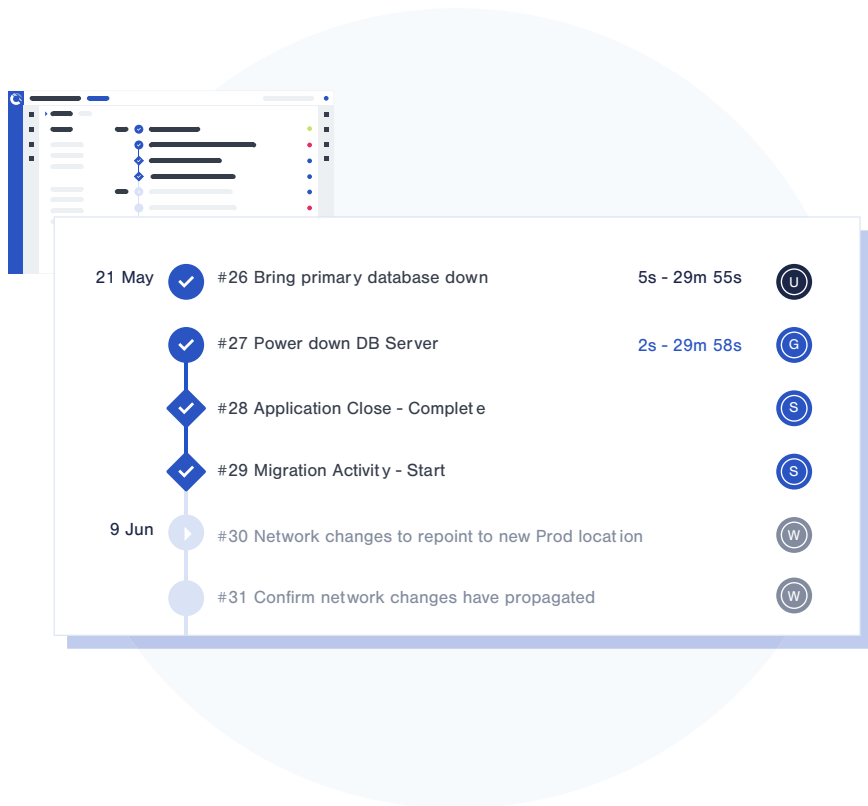 21 May #26 Bring primary database down 5s - 29m 55s U
#27 Power down DB Server 2s - 29m 58s G
#28 Application Close - Complete S
#29 Migration Activity - Start S
9 Jun #30 Network changes to repoint to new Prod location W
#31 Confirm network changes have propagated W